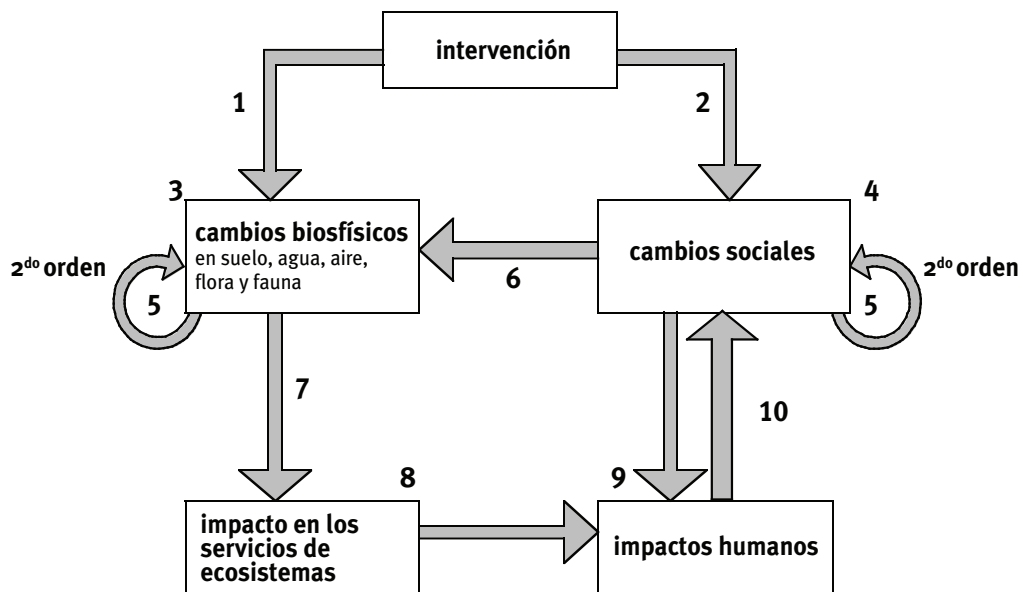 intervención
1
2
3
4
cambios biosfísicos
en suelo, agua, aire,
flora y fauna
cambios sociales
2do orden
5
6
2do orden
5
7
10
8
9
impacto en los
servicios de
ecosistemas
impactos humanos